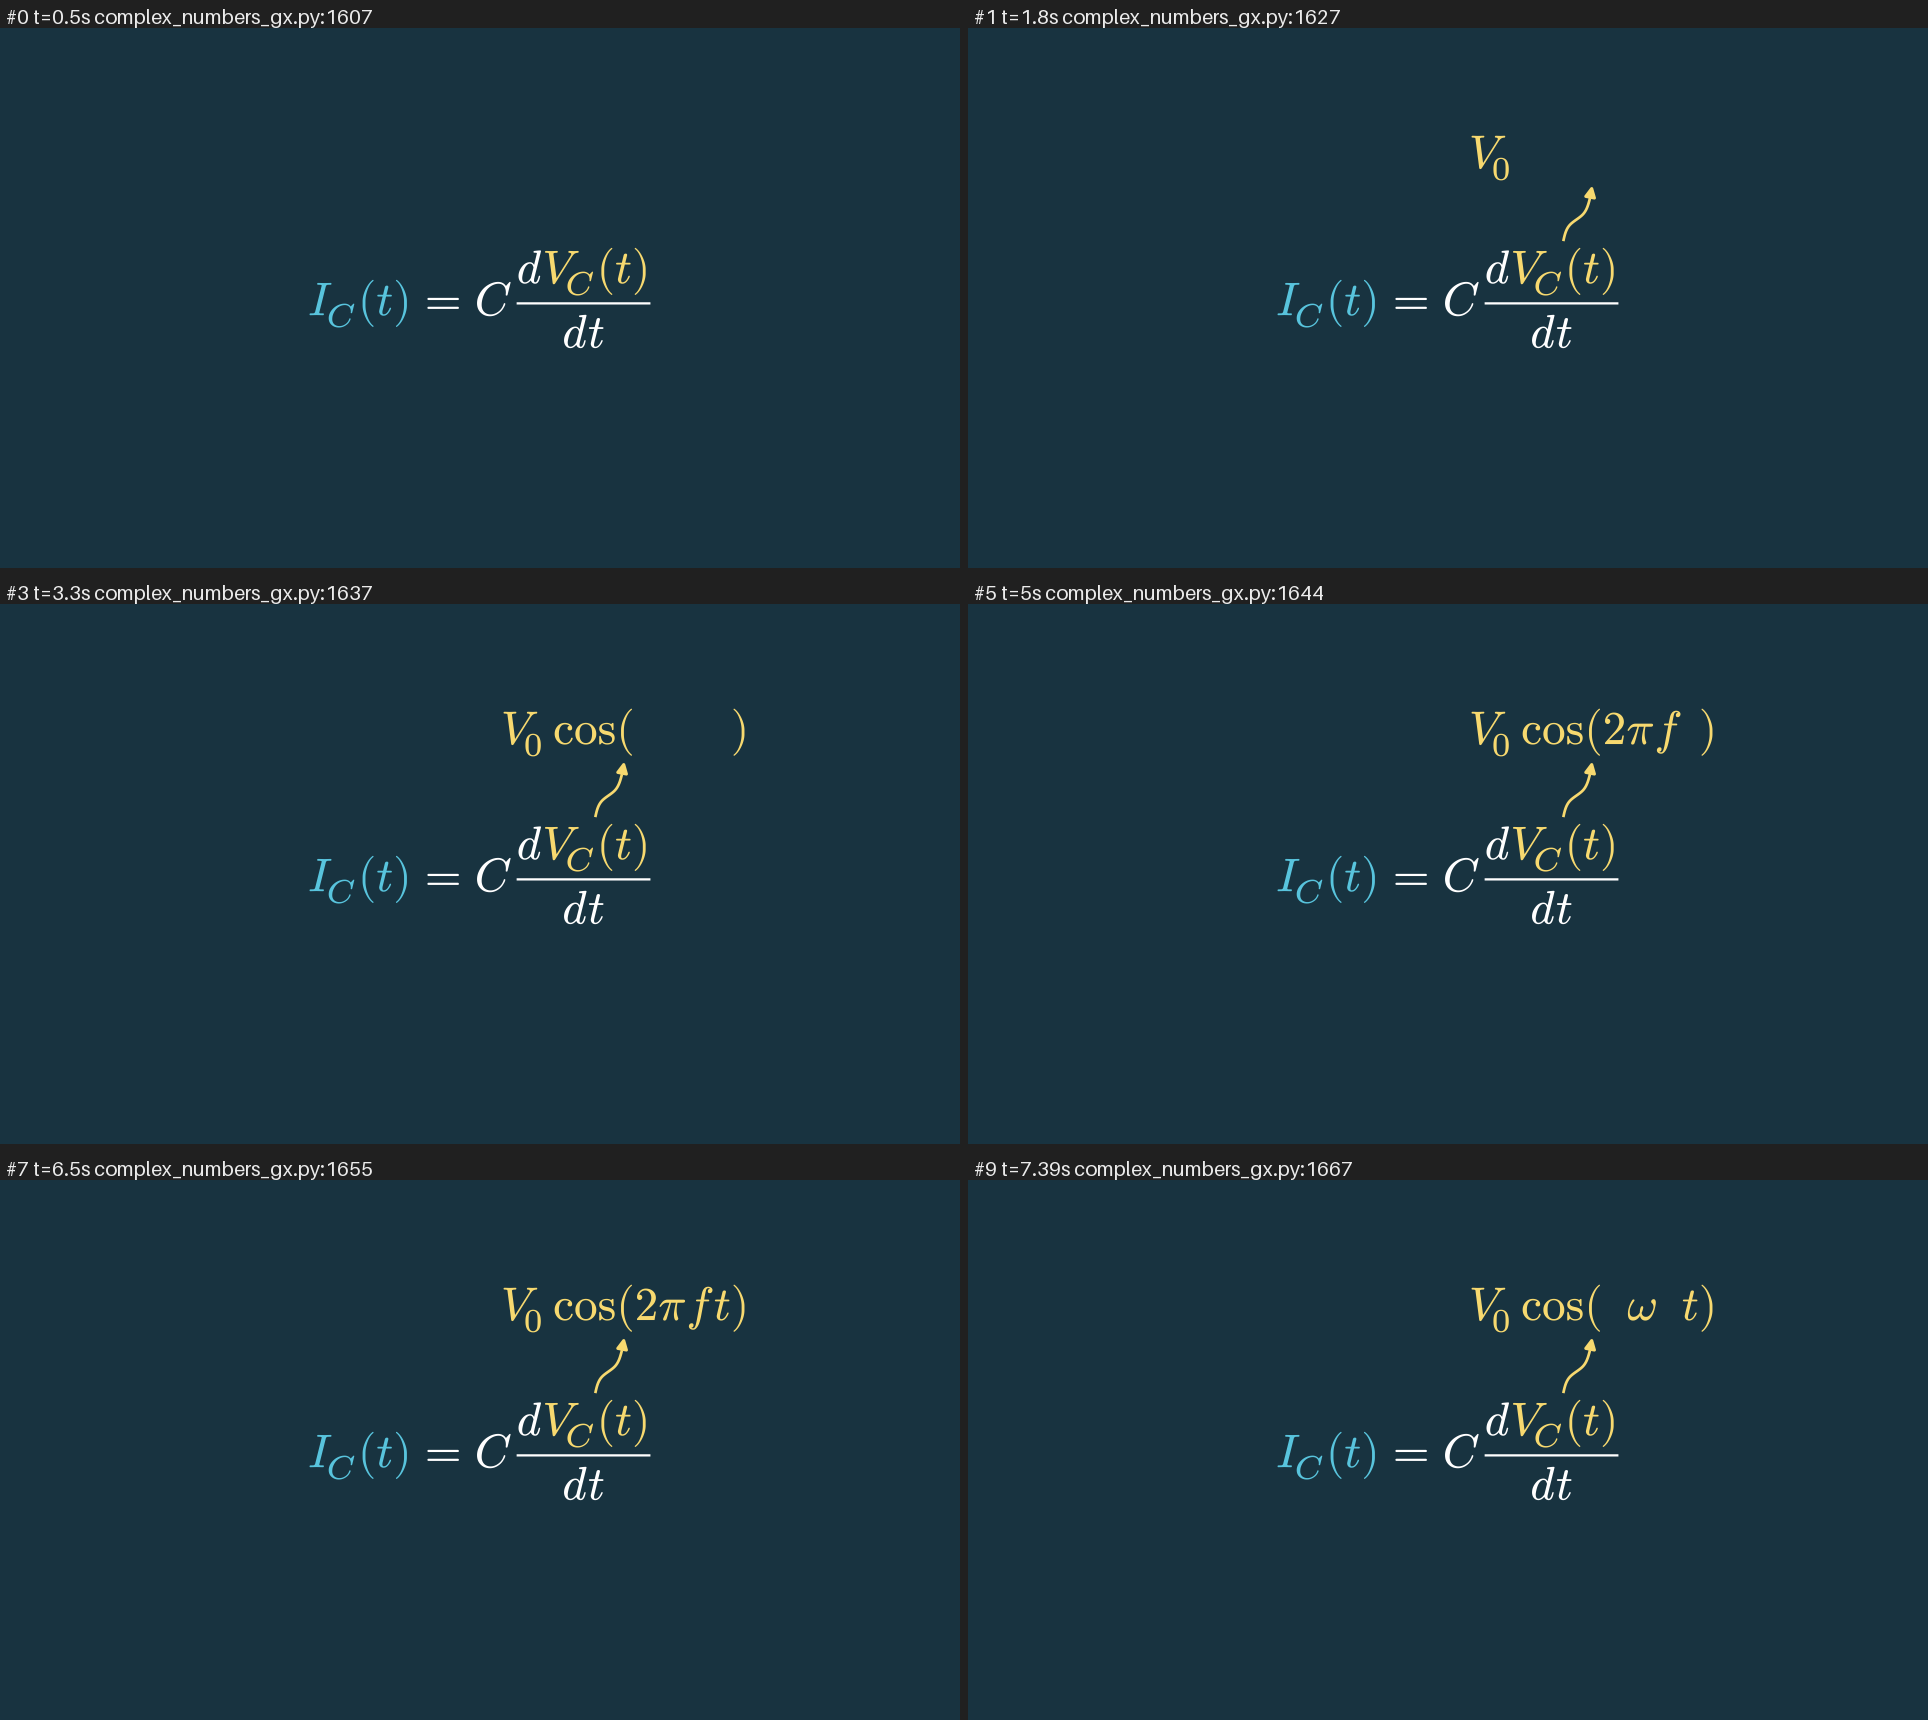 #0 t=0.5s complex_numbers_gx.py:1607
I_C(t) = C dV_C(t)/dt
#1 t=1.8s complex_numbers_gx.py:1627
V_0
I_C(t) = C dV_C(t)/dt
#3 t=3.3s complex_numbers_gx.py:1637
V_0 cos( )
I_C(t) = C dV_C(t)/dt
#5 t=5s complex_numbers_gx.py:1644
V_0 cos(2πf )
I_C(t) = C dV_C(t)/dt
#7 t=6.5s complex_numbers_gx.py:1655
V_0 cos(2πft)
I_C(t) = C dV_C(t)/dt
#9 t=7.39s complex_numbers_gx.py:1667
V_0 cos( ω t)
I_C(t) = C dV_C(t)/dt